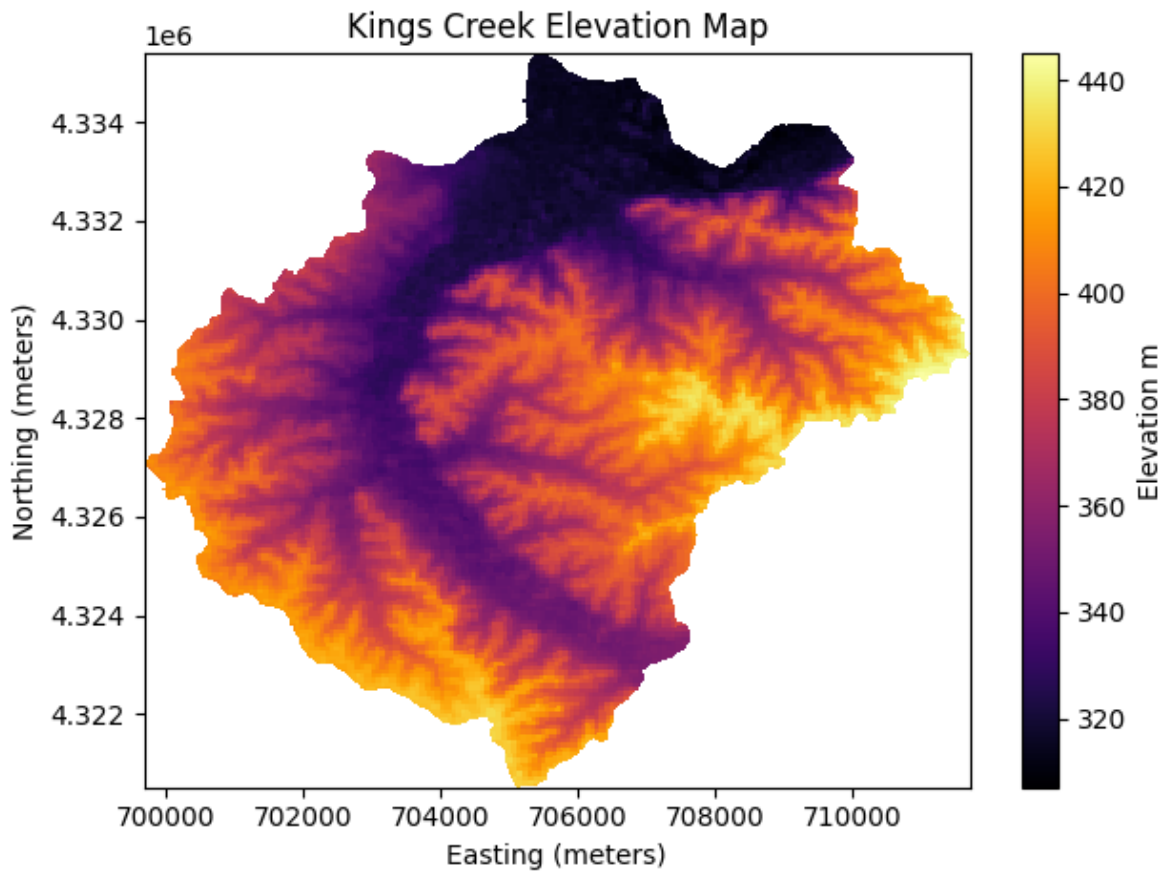 Kings Creek Elevation Map
1e6
4.334
4.332
4.330
4.328
4.326
4.324
4.322
Northing (meters)
700000 702000 704000 706000 708000 710000
Easting (meters)
440
420
400
380
360
340
320
Elevation m